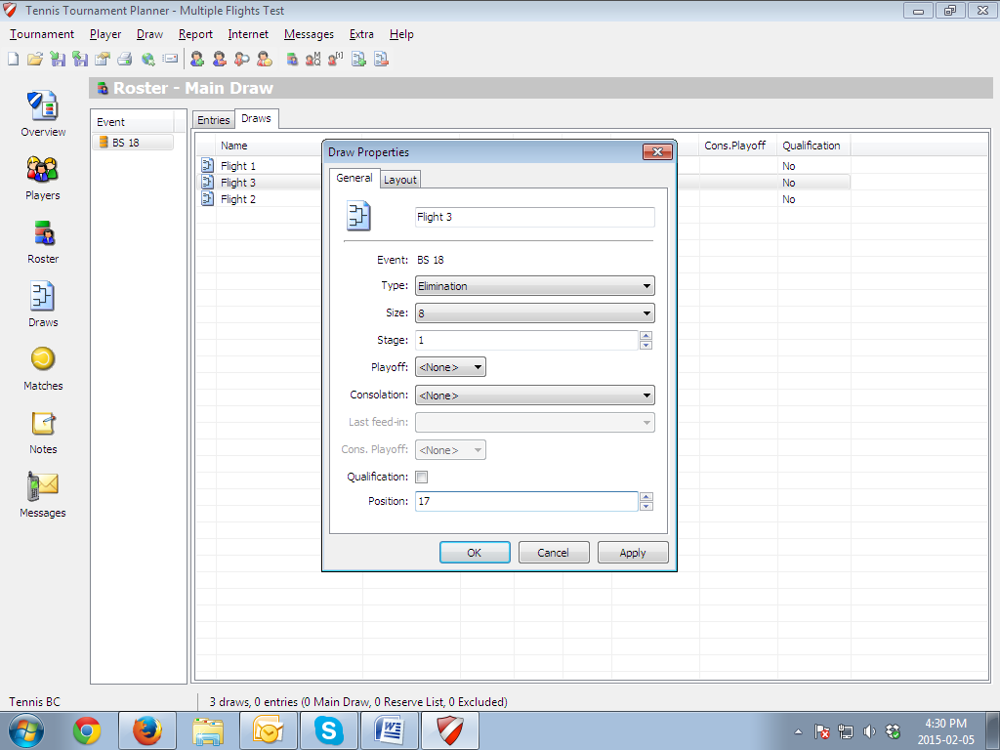 Tennis Tournament Planner - Multiple Flights Test
Tournament Player Draw Report Internet Messages Extra Help
Roster - Main Draw
Overview
Players
Roster
Draws
Matches
Notes
Messages
Event
BS 18
Entries Draws
Name Cons.Playoff Qualification
Flight 1 No
Flight 3 No
Flight 2 No
Draw Properties
General Layout
Flight 3
Event: BS 18
Type: Elimination
Size: 8
Stage: 1
Playoff: <None>
Consolation: <None>
Last feed-in:
Cons. Playoff: <None>
Qualification:
Position: 17
OK Cancel Apply
Tennis BC 3 draws, 0 entries (0 Main Draw, 0 Reserve List, 0 Excluded)
4:30 PM
2015-02-05